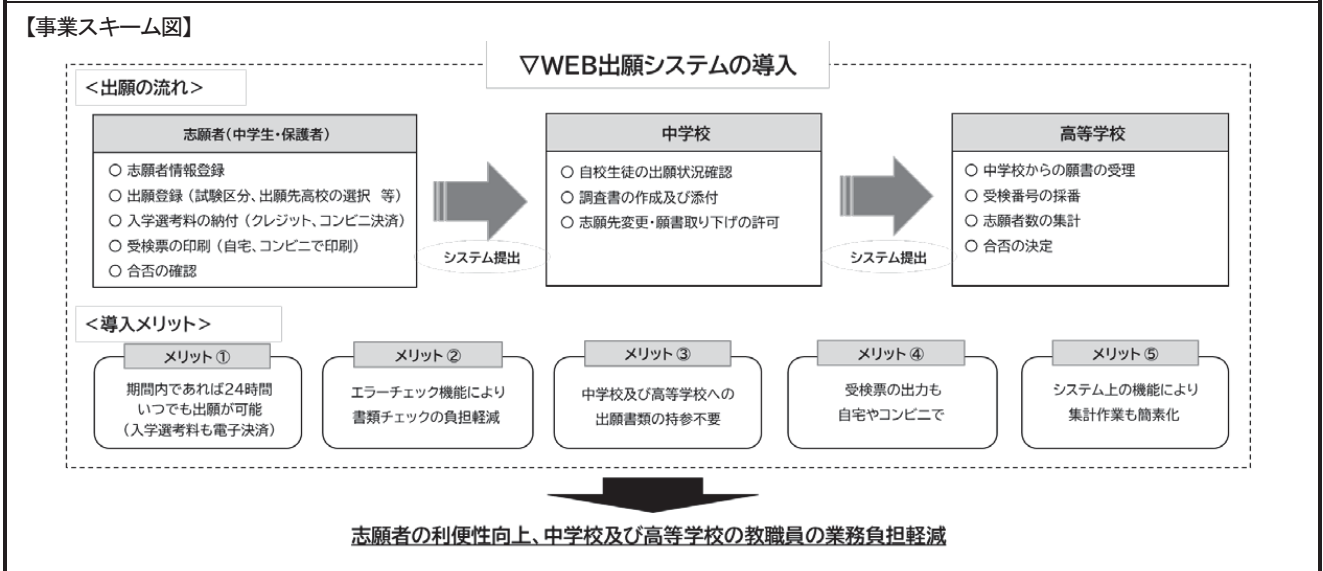 【事業スキーム図】
▽WEB出願システムの導入
<出願の流れ>
志願者(中学生・保護者)
○ 志願者情報登録
○ 出願登録(試験区分、出願先高校の選択 等)
○ 入学選考料の納付(クレジット、コンビニ決済)
○ 受検票の印刷(自宅、コンビニで印刷)
○ 合否の確認
システム提出
中学校
○ 自校生徒の出願状況確認
○ 調査書の作成及び添付
○ 志願先変更・願書取り下げの許可
システム提出
高等学校
○ 中学校からの願書の受理
○ 受検番号の採番
○ 志願者数の集計
○ 合否の決定
<導入メリット>
メリット①
期間内であれば24時間
いつでも出願が可能
(入学選考料も電子決済)
メリット②
エラーチェック機能により
書類チェックの負担軽減
メリット③
中学校及び高等学校への
出願書類の持参不要
メリット④
受検票の出力も
自宅やコンビニで
メリット⑤
システム上の機能により
集計作業も簡素化
志願者の利便性向上、中学校及び高等学校の教職員の業務負担軽減